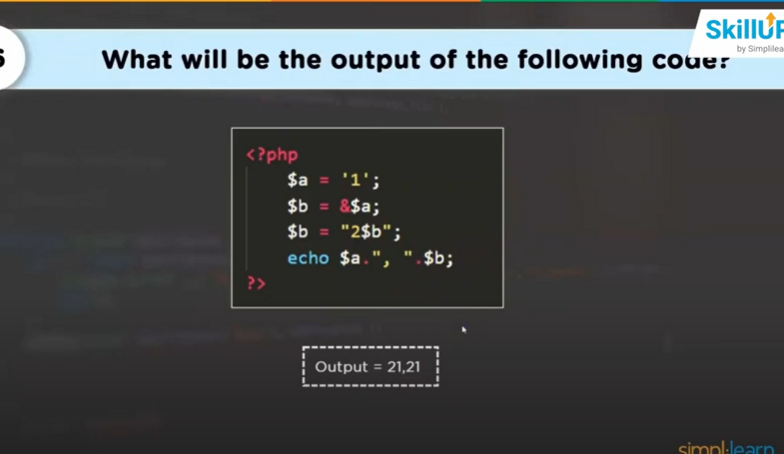 SkillUP
by Simplilea
What will be the output of the following code?
<?php
$a = '1';
$b = &$a;
$b = "2$b";
echo $a.", ".$b;
?>
Output = 21,21
simplilearn